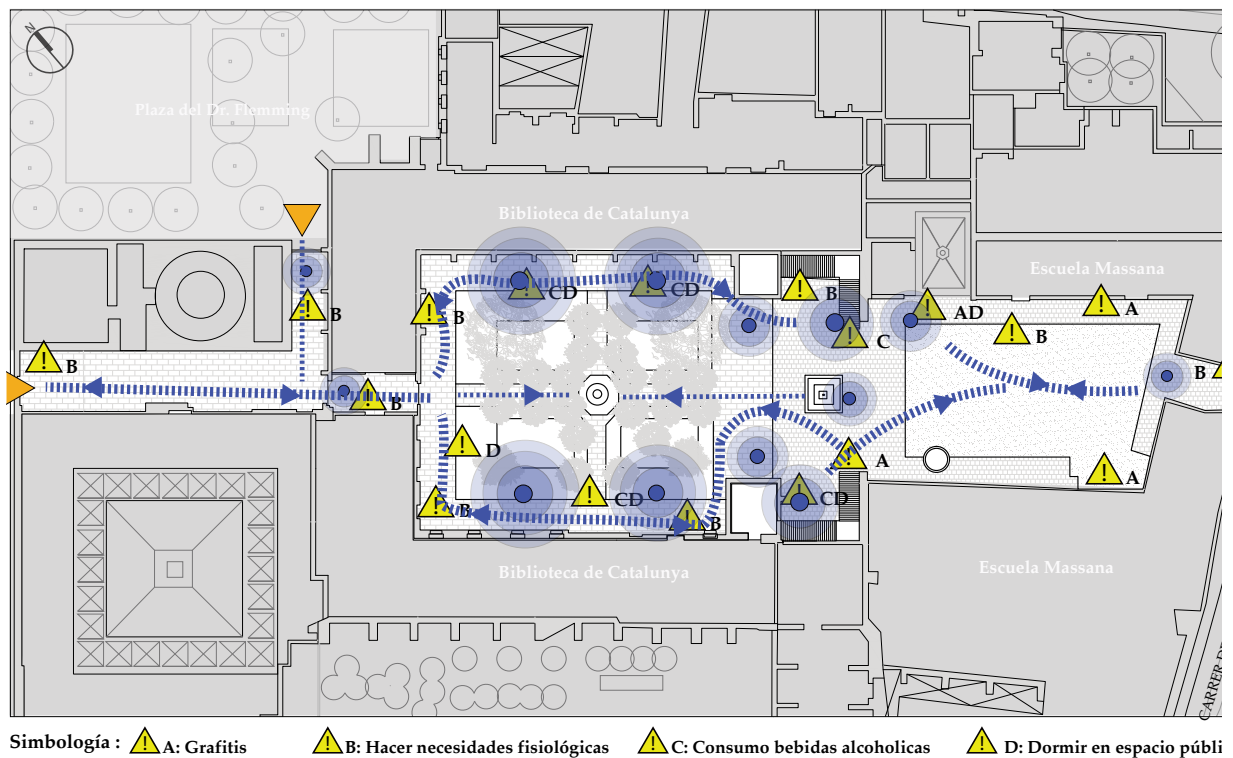 N
Plaza del Dr. Flemming
Biblioteca de Catalunya
Escuela Massana
CD
CD
B
AD
A
B
B
B
C
B
B
B
D
A
A
CD
CD
B
B
Biblioteca de Catalunya
Escuela Massana
CARRER D
Simbología :
A: Grafitis
B: Hacer necesidades fisiológicas
C: Consumo bebidas alcoholicas
D: Dormir en espacio públi